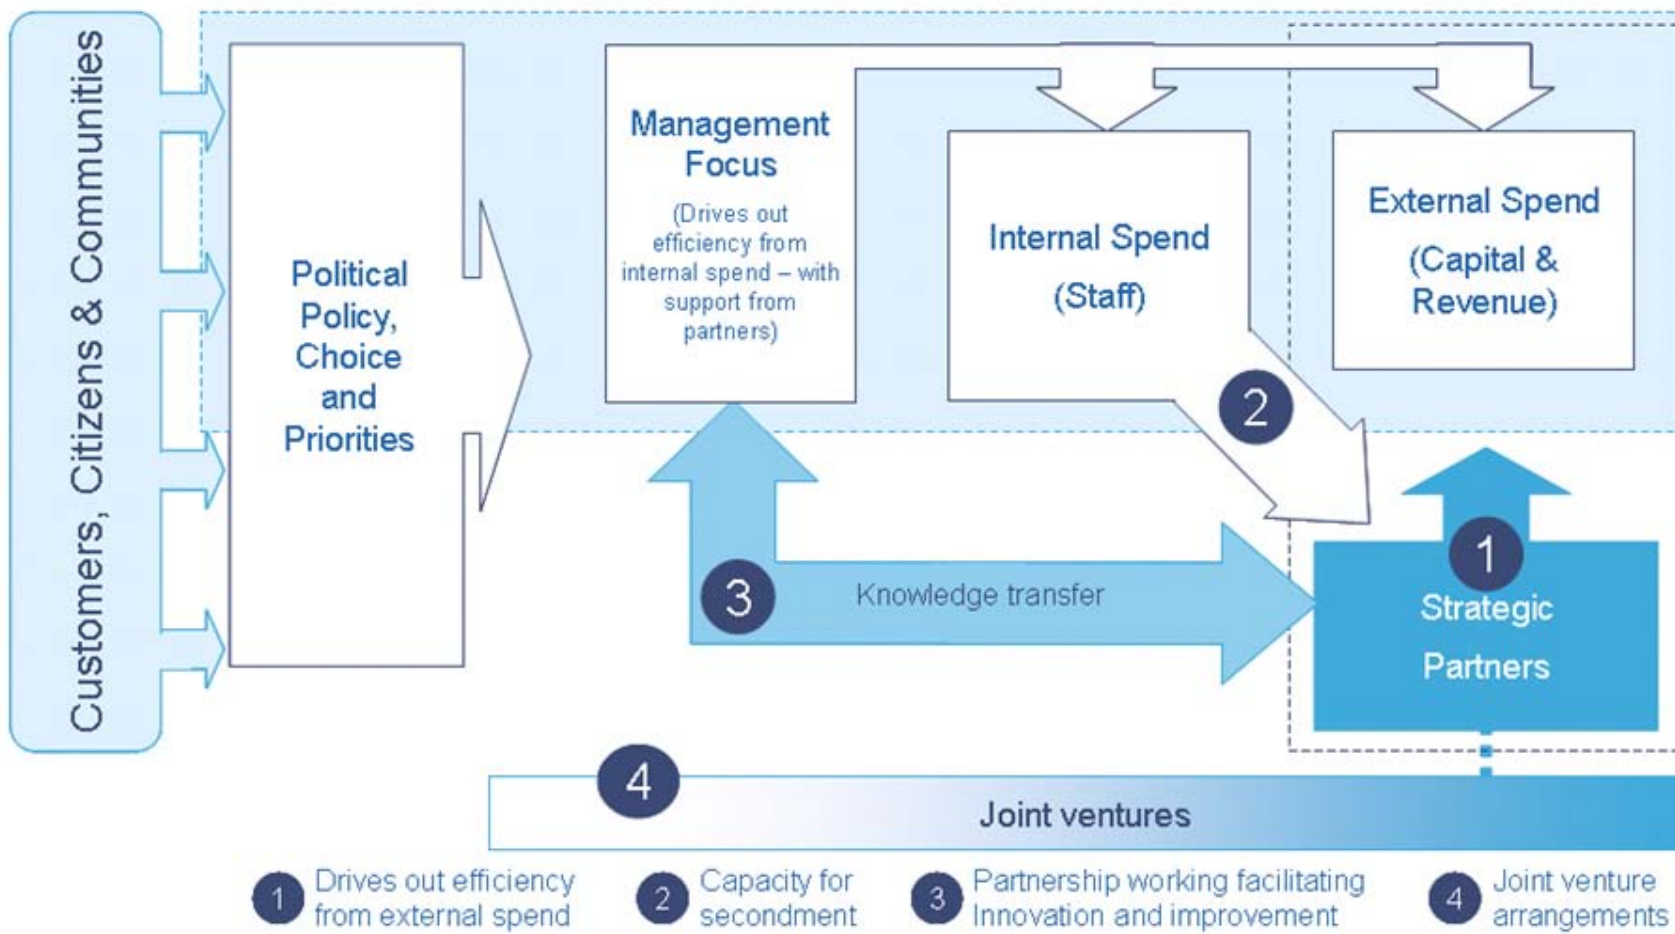 Customers, Citizens & Communities
Political
Policy,
Choice
and
Priorities
Management
Focus
(Drives out
efficiency from
internal spend – with
support from
partners)
Internal Spend
(Staff)
External Spend
(Capital &
Revenue)
2
1
Strategic
Partners
3
Knowledge transfer
4
Joint ventures
1 Drives out efficiency
from external spend
2 Capacity for
secondment
3 Partnership working facilitating
Innovation and improvement
4 Joint venture
arrangements